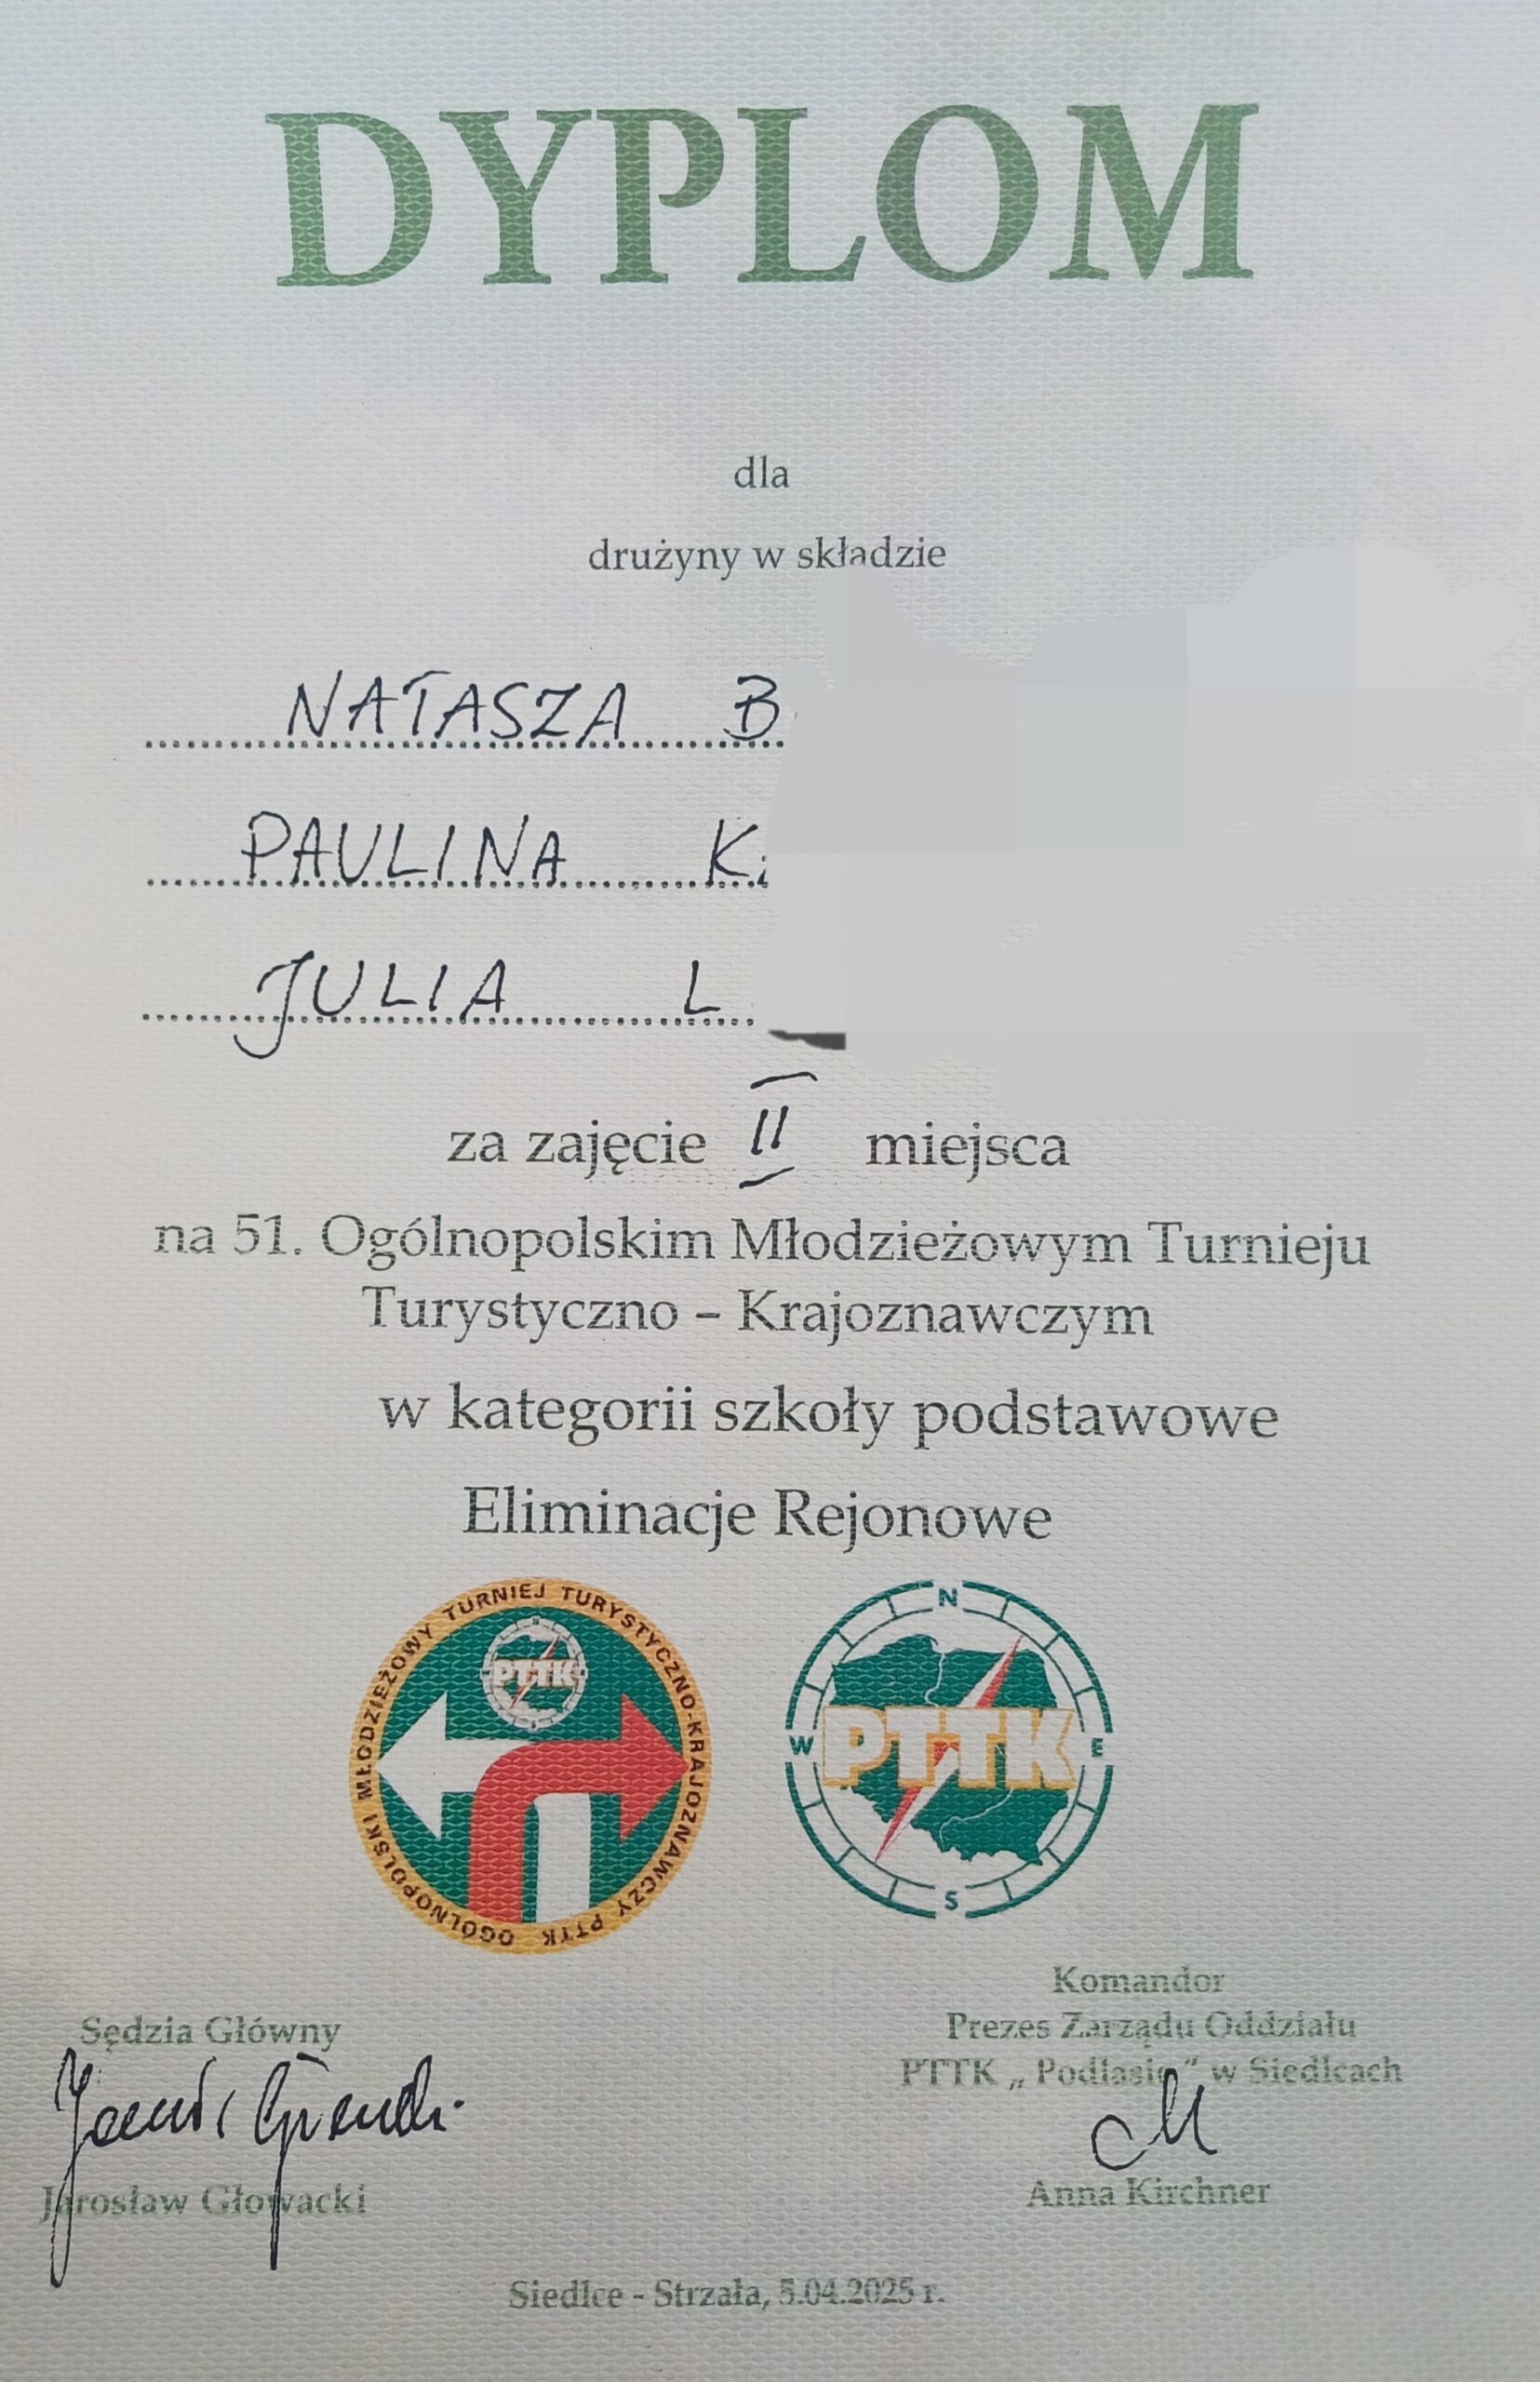 DYPLOM
dla
drużyny w składzie
NATASZA B
PAULINA K
JULIA L
za zajęcie II miejsca
na 51. Ogólnopolskim Młodzieżowym Turnieju
Turystyczno – Krajoznawczym
w kategorii szkoły podstawowe
Eliminacje Rejonowe
OGÓLNOPOLSKI MŁODZIEŻOWY TURNIEJ TURYSTYCZNO-KRAJOZNAWCZY PTTK
PTTK
N
W PTTK E
S
Sędzia Główny
Jarosław Głowacki
Komandor
Prezes Zarządu Oddziału
PTTK „ Podlasie ” w Siedlcach
Anna Kirchner
Siedlce - Strzała, 5.04.2025 r.